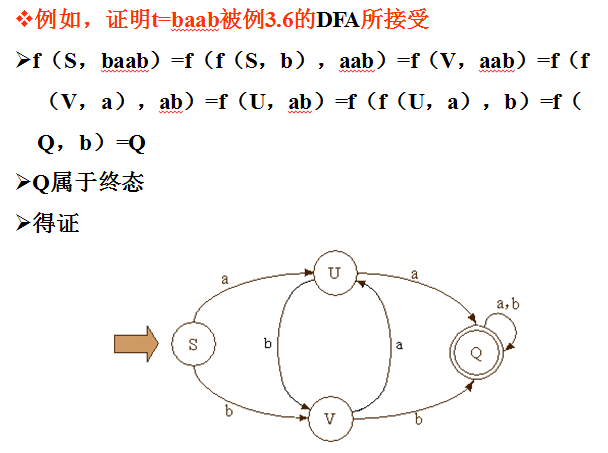 ❖例如，证明t=baab被例3.6的DFA所接受
➢f（S，baab）=f（f（S，b），aab）=f（V，aab）=f（f
（V，a），ab）=f（U，ab）=f（f（U，a），b）=f（
Q，b）=Q
➢Q属于终态
➢得证
U
a
a
a,b
S
b
a
Q
b
b
V